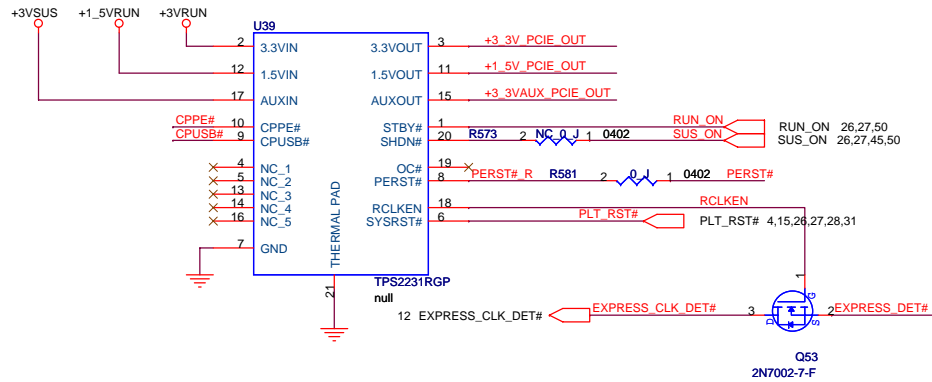 +3VSUS +1_5VRUN +3VRUN
U39
2 3.3VIN 3.3VOUT 3 +3_3V_PCIE_OUT
12 1.5VIN 1.5VOUT 11 +1_5V_PCIE_OUT
17 AUXIN AUXOUT 15 +3_3VAUX_PCIE_OUT
CPPE# 10 CPPE# STBY# 1 RUN_ON RUN_ON 26,27,50
CPUSB# 9 CPUSB# SHDN# 20 R573 2 NC_0_J 1 0402 SUS_ON SUS_ON 26,27,45,50
4 NC_1 OC# 19
5 NC_2 PERST# 8 PERST#_R R581 2 0_J 1 0402 PERST#
13 NC_3
14 NC_4 RCLKEN 18 RCLKEN
16 NC_5 SYSRST# 6 PLT_RST# PLT_RST# 4,15,26,27,28,31
7 GND
THERMAL PAD
21
TPS2231RGP
null
1
G
12 EXPRESS_CLK_DET# EXPRESS_CLK_DET# 3 D S 2 EXPRESS_DET#
Q53
2N7002-7-F